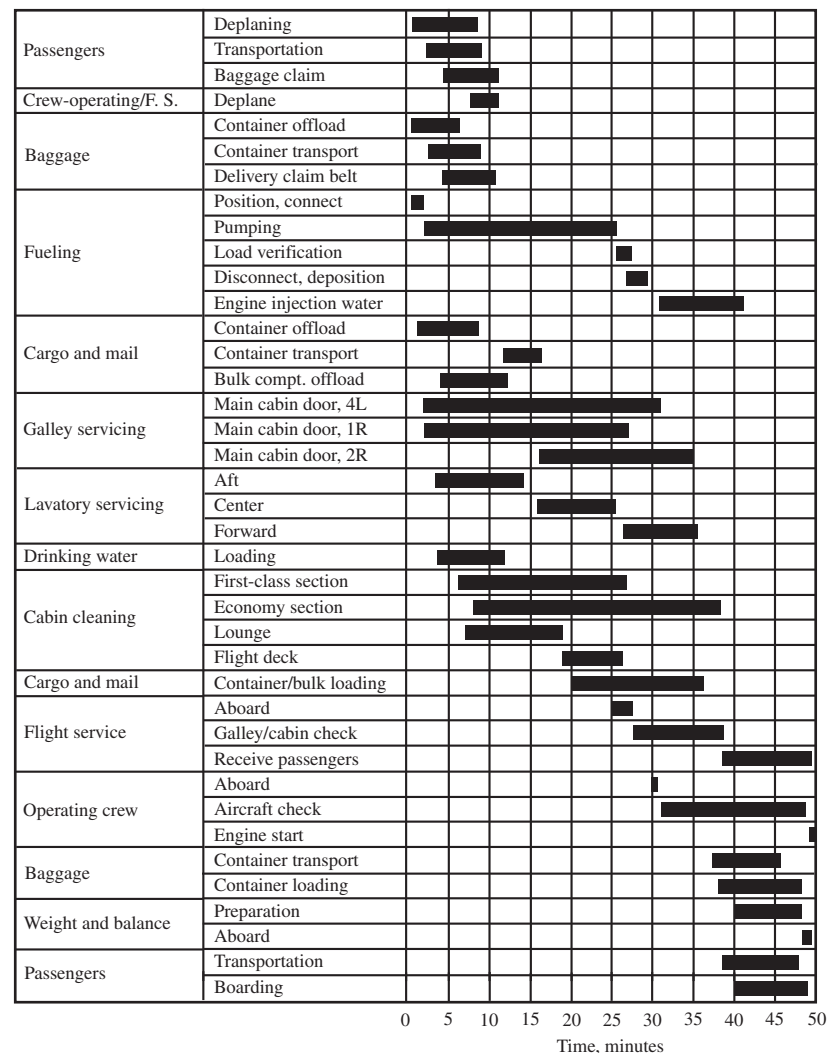 Passengers
Deplaning
Transportation
Baggage claim
Crew-operating/F. S.
Deplane
Baggage
Container offload
Container transport
Delivery claim belt
Fueling
Position, connect
Pumping
Load verification
Disconnect, deposition
Engine injection water
Cargo and mail
Container offload
Container transport
Bulk compt. offload
Galley servicing
Main cabin door, 4L
Main cabin door, 1R
Main cabin door, 2R
Lavatory servicing
Aft
Center
Forward
Drinking water
Loading
Cabin cleaning
First-class section
Economy section
Lounge
Flight deck
Cargo and mail
Container/bulk loading
Flight service
Aboard
Galley/cabin check
Receive passengers
Operating crew
Aboard
Aircraft check
Engine start
Baggage
Container transport
Container loading
Weight and balance
Preparation
Aboard
Passengers
Transportation
Boarding
0 5 10 15 20 25 30 35 40 45 50
Time, minutes